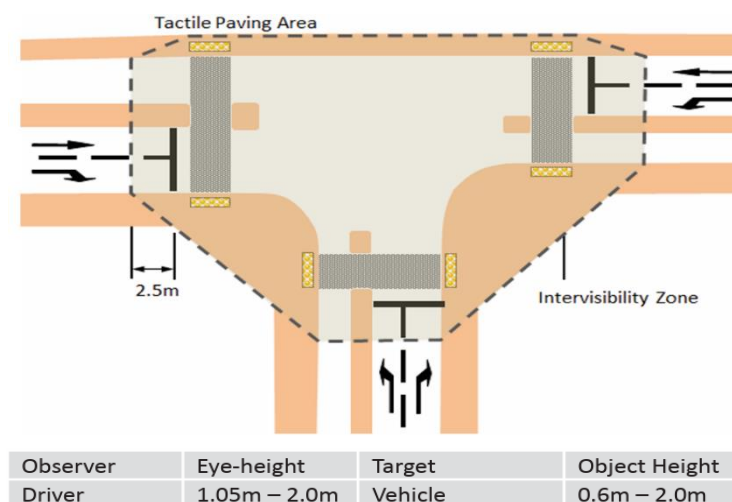 Tactile Paving Area
2.5m
Intervisibility Zone
Observer Eye-height Target Object Height
Driver 1.05m – 2.0m Vehicle 0.6m – 2.0m